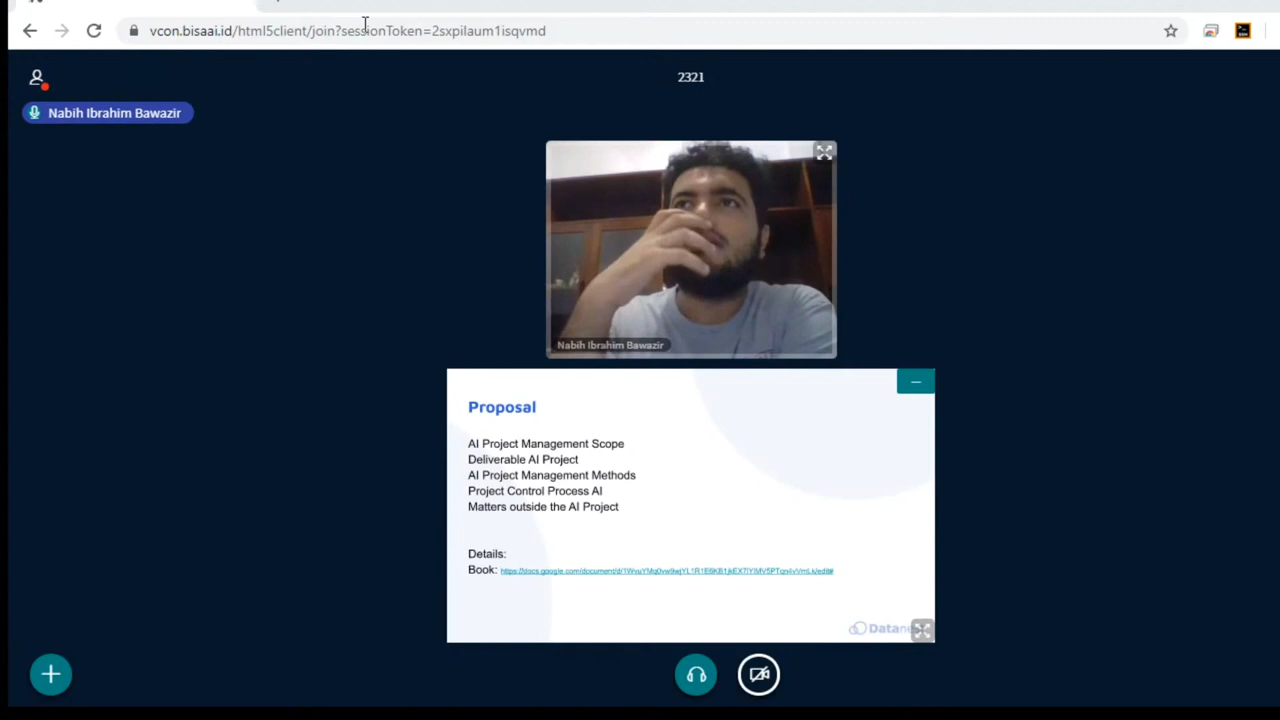 vcon.bisaai.id/html5client/join?sessionToken=2sxpilaum1isqvmd
2321
Nabih Ibrahim Bawazir
Nabih Ibrahim Bawazir
Proposal
AI Project Management Scope
Deliverable AI Project
AI Project Management Methods
Project Control Process AI
Matters outside the AI Project
Details:
Book: